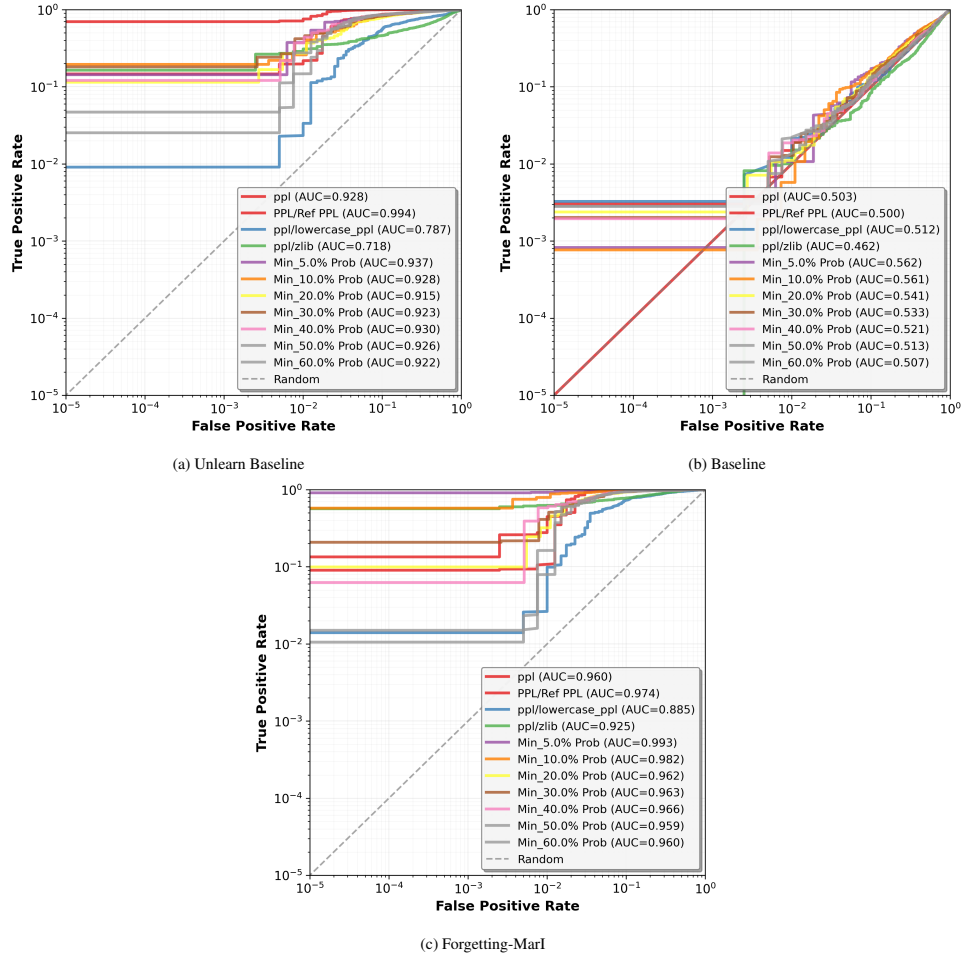 True Positive Rate
10⁰
10⁻¹
10⁻²
10⁻³
10⁻⁴
10⁻⁵
ppl (AUC=0.928)
PPL/Ref PPL (AUC=0.994)
ppl/lowercase_ppl (AUC=0.787)
ppl/zlib (AUC=0.718)
Min_5.0% Prob (AUC=0.937)
Min_10.0% Prob (AUC=0.928)
Min_20.0% Prob (AUC=0.915)
Min_30.0% Prob (AUC=0.923)
Min_40.0% Prob (AUC=0.930)
Min_50.0% Prob (AUC=0.926)
Min_60.0% Prob (AUC=0.922)
Random
10⁻⁵ 10⁻⁴ 10⁻³ 10⁻² 10⁻¹ 10⁰
False Positive Rate
(a) Unlearn Baseline
True Positive Rate
10⁰
10⁻¹
10⁻²
10⁻³
10⁻⁴
10⁻⁵
ppl (AUC=0.503)
PPL/Ref PPL (AUC=0.500)
ppl/lowercase_ppl (AUC=0.512)
ppl/zlib (AUC=0.462)
Min_5.0% Prob (AUC=0.562)
Min_10.0% Prob (AUC=0.561)
Min_20.0% Prob (AUC=0.541)
Min_30.0% Prob (AUC=0.533)
Min_40.0% Prob (AUC=0.521)
Min_50.0% Prob (AUC=0.513)
Min_60.0% Prob (AUC=0.507)
Random
10⁻⁵ 10⁻⁴ 10⁻³ 10⁻² 10⁻¹ 10⁰
False Positive Rate
(b) Baseline
True Positive Rate
10⁰
10⁻¹
10⁻²
10⁻³
10⁻⁴
10⁻⁵
ppl (AUC=0.960)
PPL/Ref PPL (AUC=0.974)
ppl/lowercase_ppl (AUC=0.885)
ppl/zlib (AUC=0.925)
Min_5.0% Prob (AUC=0.993)
Min_10.0% Prob (AUC=0.982)
Min_20.0% Prob (AUC=0.962)
Min_30.0% Prob (AUC=0.963)
Min_40.0% Prob (AUC=0.966)
Min_50.0% Prob (AUC=0.959)
Min_60.0% Prob (AUC=0.960)
Random
10⁻⁵ 10⁻⁴ 10⁻³ 10⁻² 10⁻¹ 10⁰
False Positive Rate
(c) Forgetting-MarI